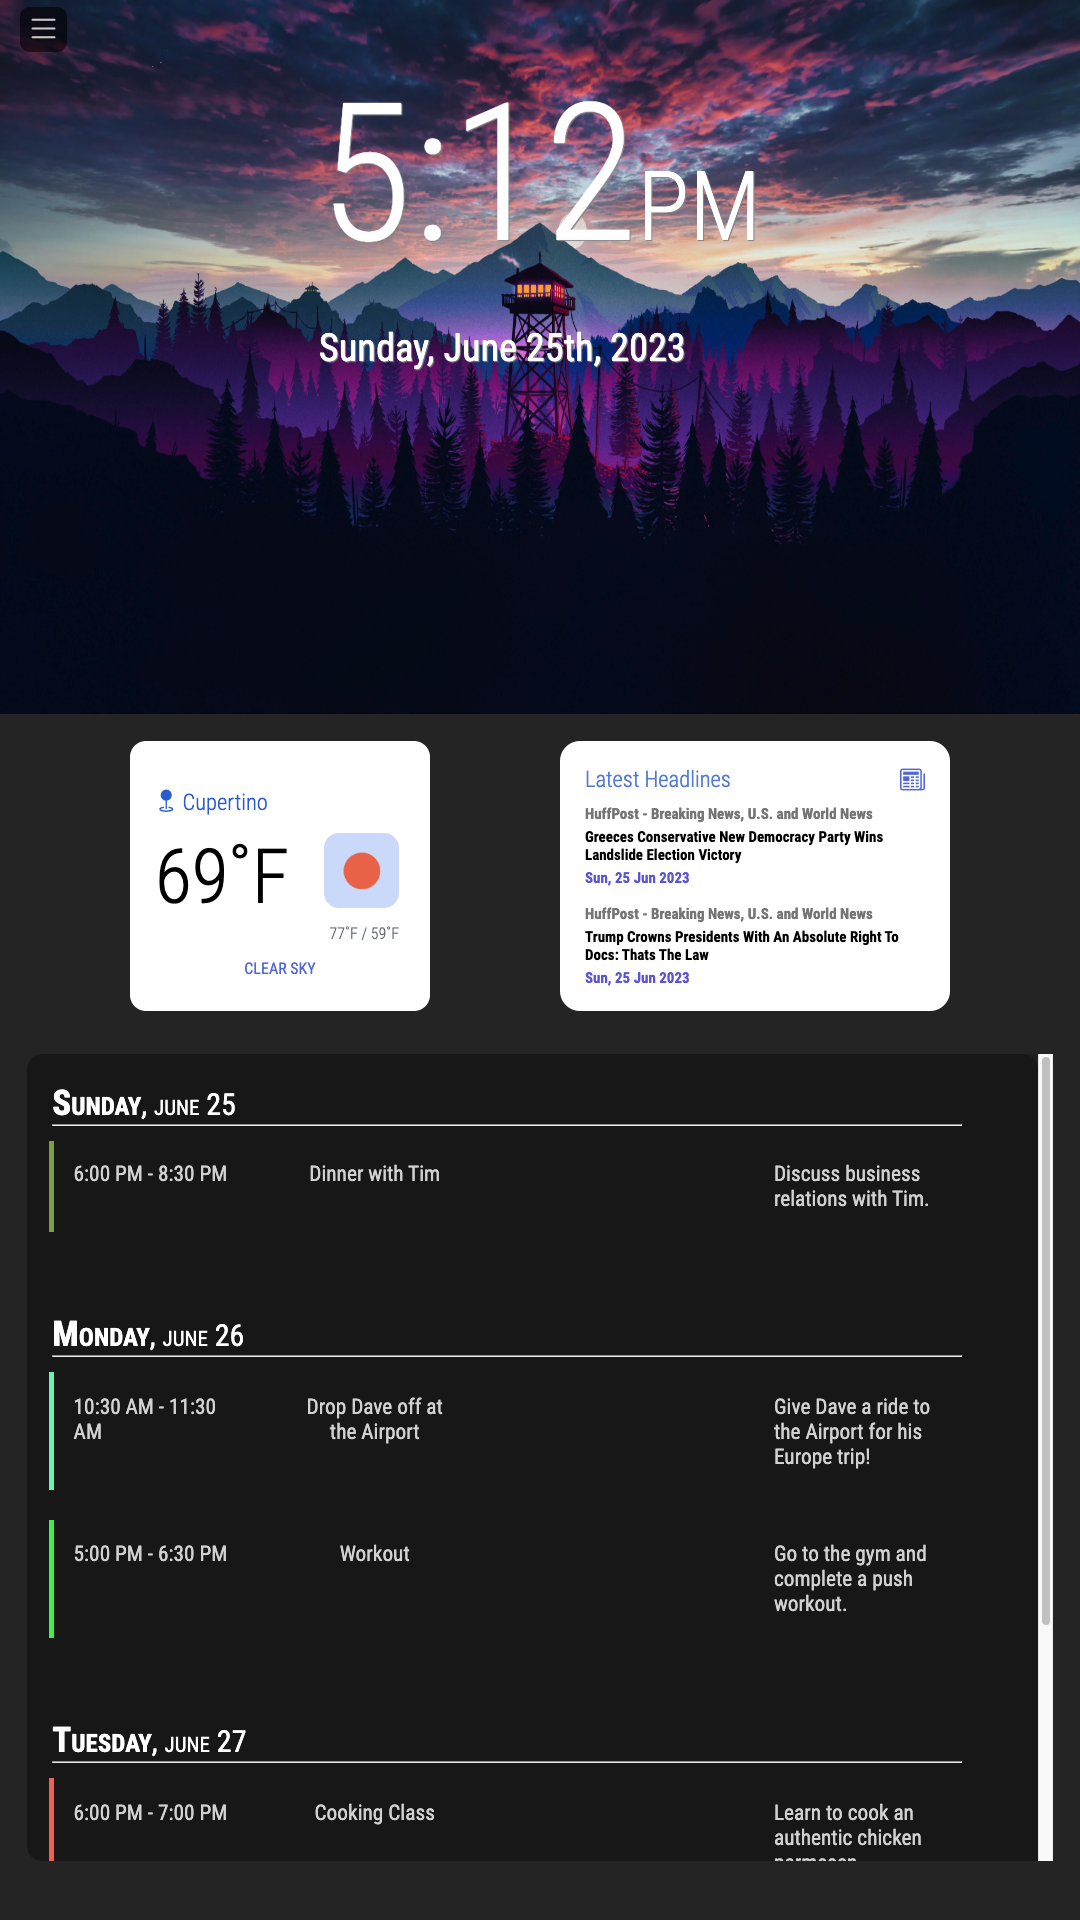 5:12PM
Sunday, June 25th, 2023
Cupertino
69°F
77°F / 59°F
CLEAR SKY
Latest Headlines
HuffPost - Breaking News, U.S. and World News
Greeces Conservative New Democracy Party Wins
Landslide Election Victory
Sun, 25 Jun 2023
HuffPost - Breaking News, U.S. and World News
Trump Crowns Presidents With An Absolute Right To
Docs: Thats The Law
Sun, 25 Jun 2023
SUNDAY, JUNE 25
6:00 PM - 8:30 PM
Dinner with Tim
Discuss business
relations with Tim.
MONDAY, JUNE 26
10:30 AM - 11:30
AM
Drop Dave off at
the Airport
Give Dave a ride to
the Airport for his
Europe trip!
5:00 PM - 6:30 PM
Workout
Go to the gym and
complete a push
workout.
TUESDAY, JUNE 27
6:00 PM - 7:00 PM
Cooking Class
Learn to cook an
authentic chicken